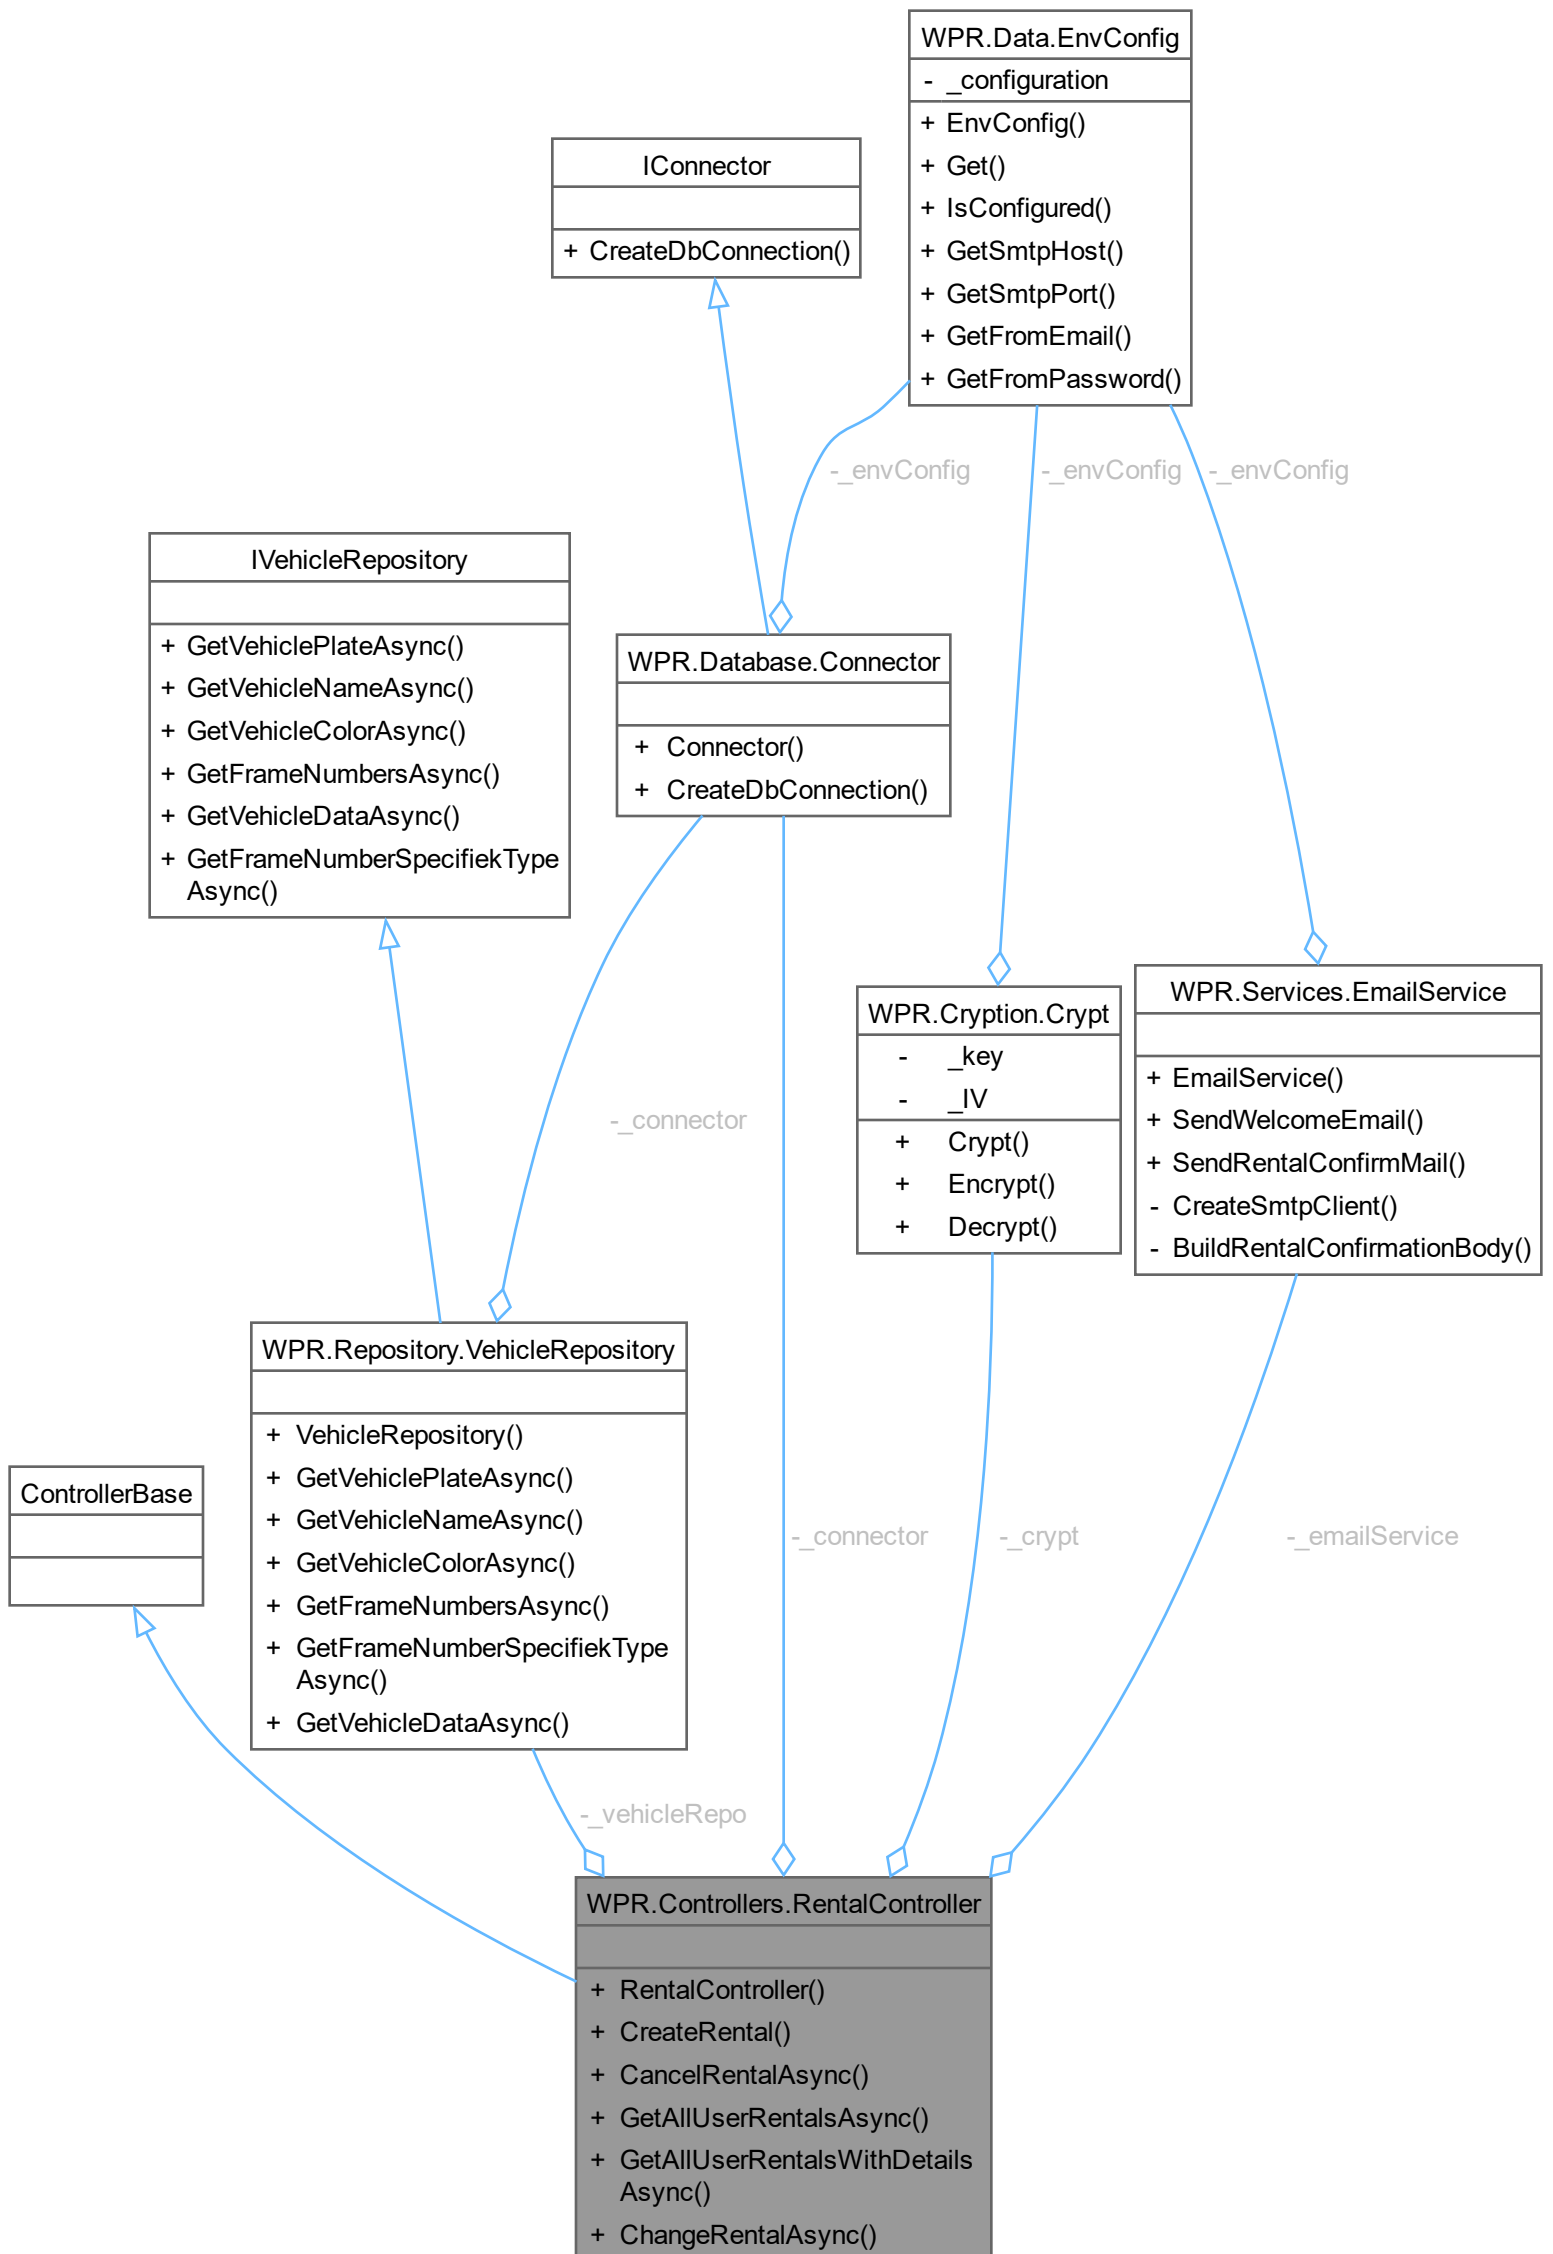 WPR.Data.EnvConfig
- _configuration
+ EnvConfig()
+ Get()
+ IsConfigured()
+ GetSmtpHost()
+ GetSmtpPort()
+ GetFromEmail()
+ GetFromPassword()
IConnector
+ CreateDbConnection()
-_envConfig
-_envConfig
-_envConfig
IVehicleRepository
+ GetVehiclePlateAsync()
+ GetVehicleNameAsync()
+ GetVehicleColorAsync()
+ GetFrameNumbersAsync()
+ GetVehicleDataAsync()
+ GetFrameNumberSpecifiekType
Async()
WPR.Database.Connector
+ Connector()
+ CreateDbConnection()
WPR.Cryption.Crypt
- _key
- _IV
+ Crypt()
+ Encrypt()
+ Decrypt()
WPR.Services.EmailService
+ EmailService()
+ SendWelcomeEmail()
+ SendRentalConfirmMail()
- CreateSmtpClient()
- BuildRentalConfirmationBody()
-_connector
WPR.Repository.VehicleRepository
+ VehicleRepository()
+ GetVehiclePlateAsync()
+ GetVehicleNameAsync()
+ GetVehicleColorAsync()
+ GetFrameNumbersAsync()
+ GetFrameNumberSpecifiekType
Async()
+ GetVehicleDataAsync()
ControllerBase
-_connector
-_crypt
-_emailService
-_vehicleRepo
WPR.Controllers.RentalController
+ RentalController()
+ CreateRental()
+ CancelRentalAsync()
+ GetAllUserRentalsAsync()
+ GetAllUserRentalsWithDetails
Async()
+ ChangeRentalAsync()